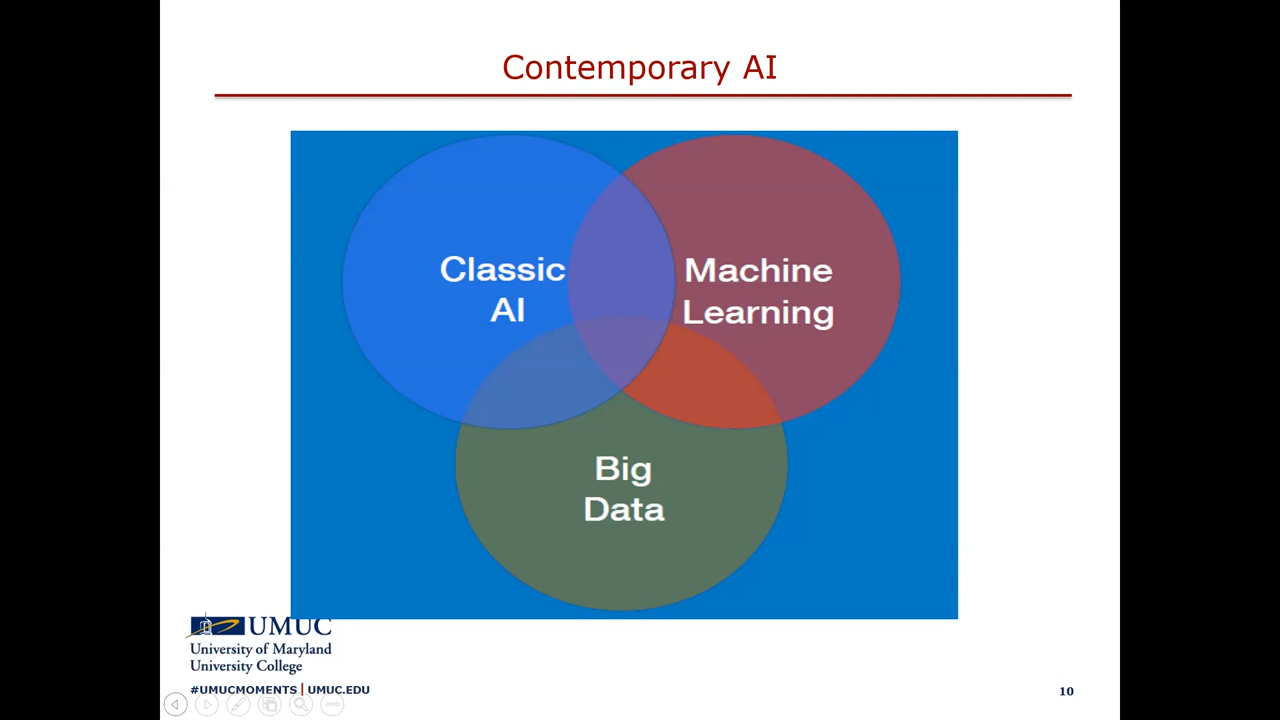 Contemporary AI
Classic
AI
Machine
Learning
Big
Data
UMUC
University of Maryland
University College
#UMUCMOMENTS | UMUC.EDU
10